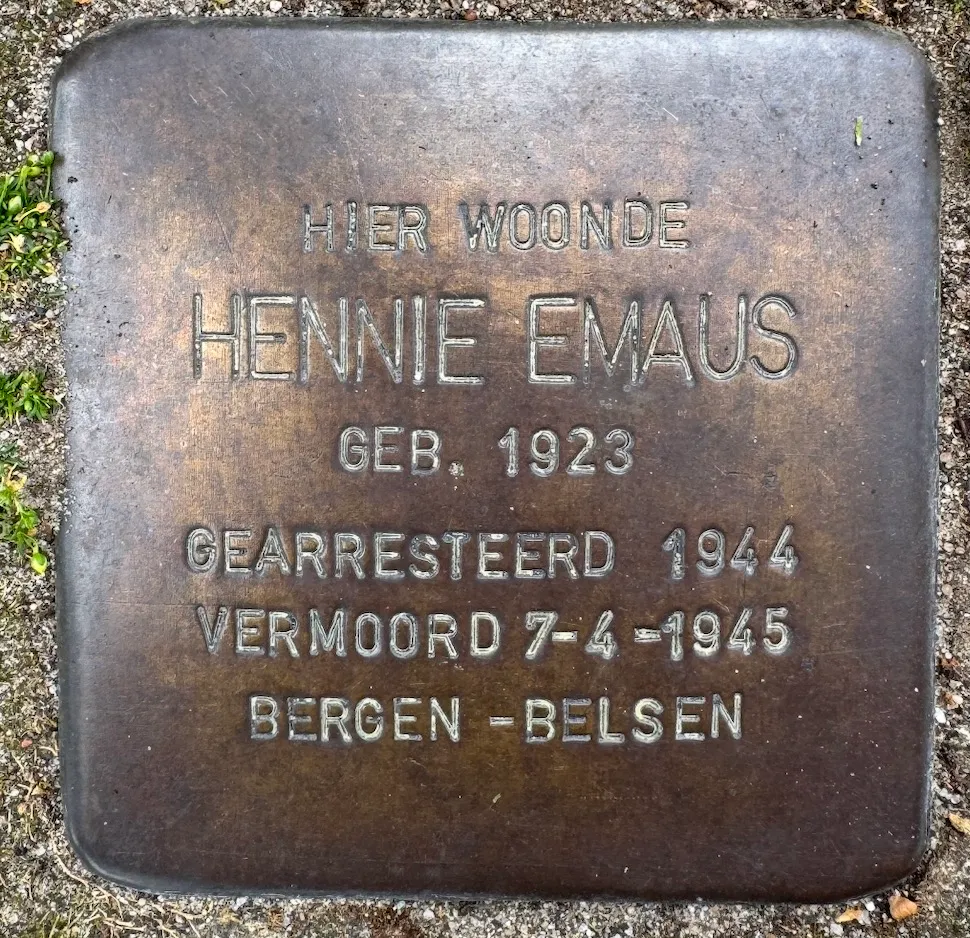 HIER WOONDE
HENNIE EMAUS
GEB. 1923
GEARRESTEERD 1944
VERMOORD 7-4-1945
BERGEN-BELSEN